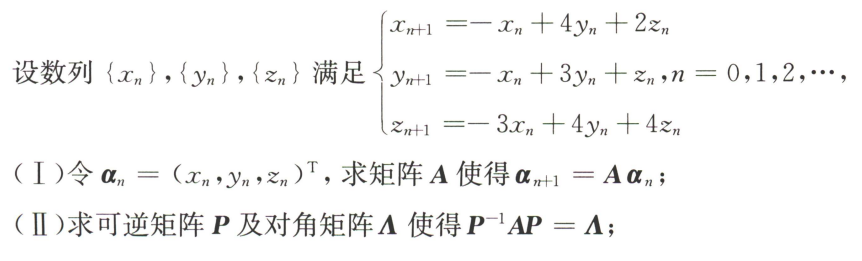 设数列 {xₙ},{yₙ},{zₙ} 满足 { xₙ₊₁ =− xₙ + 4yₙ + 2zₙ
yₙ₊₁ =− xₙ + 3yₙ + zₙ ,n = 0,1,2,⋯,
zₙ₊₁ =− 3xₙ + 4yₙ + 4zₙ
(Ⅰ)令 αₙ = (xₙ,yₙ,zₙ)ᵀ, 求矩阵 A 使得 αₙ₊₁ = Aαₙ;
(Ⅱ)求可逆矩阵 P 及对角矩阵 Λ 使得 P⁻¹AP = Λ;